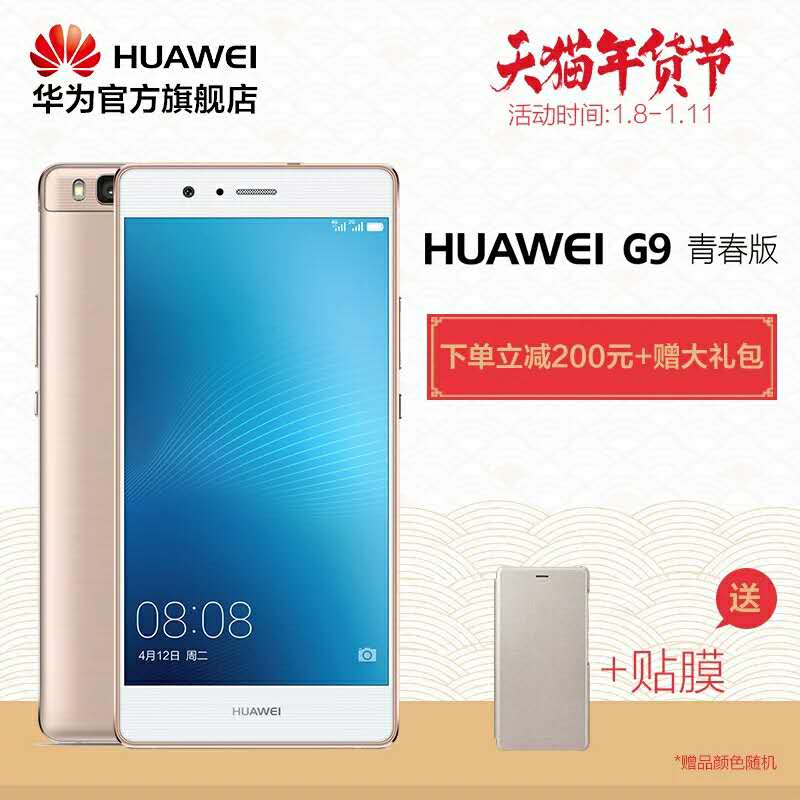 HUAWEI
华为官方旗舰店
天猫年货节
活动时间:1.8-1.11
4G 2G
HUAWEI G9 青春版
下单立减200元+赠大礼包
08:08
4月12日 周二
HUAWEI
送
+贴膜
*赠品颜色随机